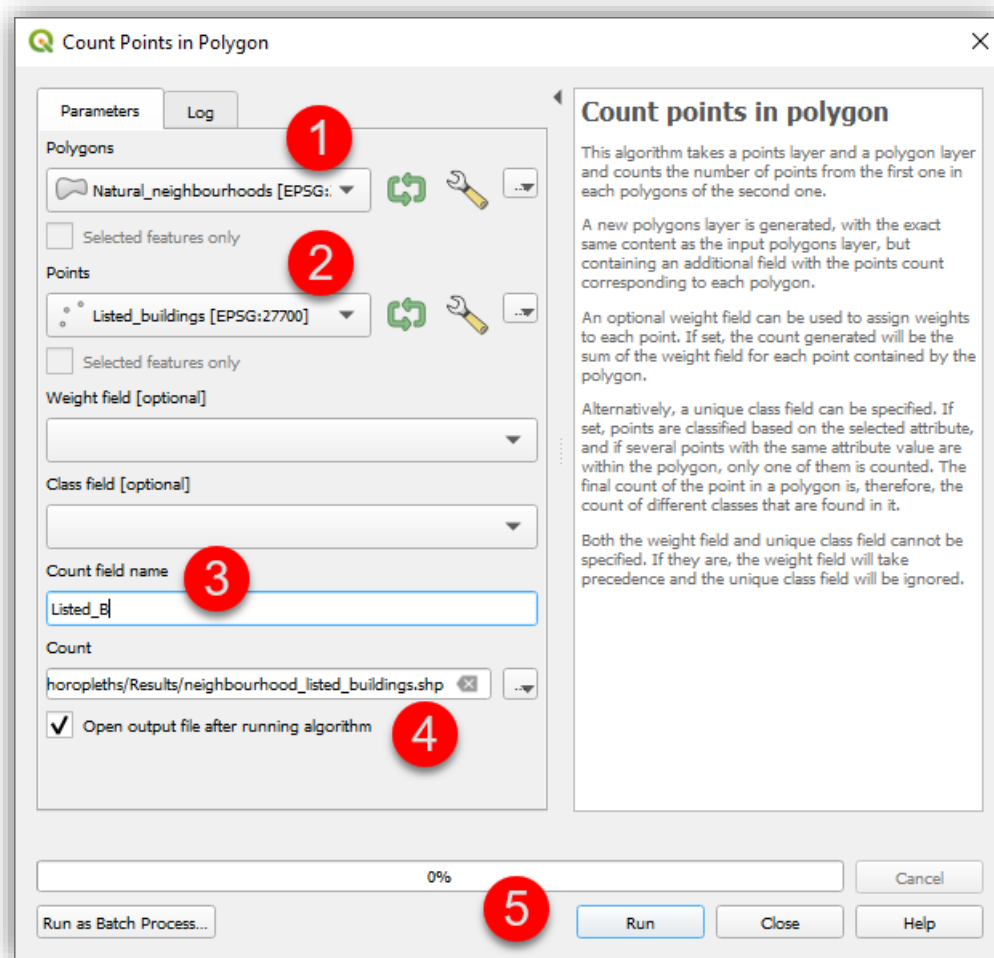 Count Points in Polygon
Parameters
Log
1
Polygons
Natural_neighbourhoods [EPSG:
Selected features only
2
Points
Listed_buildings [EPSG:27700]
Selected features only
Weight field [optional]
Class field [optional]
Count field name
3
Listed_B
Count
horopleths/Results/neighbourhood_listed_buildings.shp
Open output file after running algorithm
4
Count points in polygon
This algorithm takes a points layer and a polygon layer
and counts the number of points from the first one in
each polygons of the second one.
A new polygons layer is generated, with the exact
same content as the input polygons layer, but
containing an additional field with the points count
corresponding to each polygon.
An optional weight field can be used to assign weights
to each point. If set, the count generated will be the
sum of the weight field for each point contained by the
polygon.
Alternatively, a unique class field can be specified. If
set, points are classified based on the selected attribute,
and if several points with the same attribute value are
within the polygon, only one of them is counted. The
final count of the point in a polygon is, therefore, the
count of different classes that are found in it.
Both the weight field and unique class field cannot be
specified. If they are, the weight field will take
precedence and the unique class field will be ignored.
0%
Cancel
5
Run as Batch Process...
Run
Close
Help